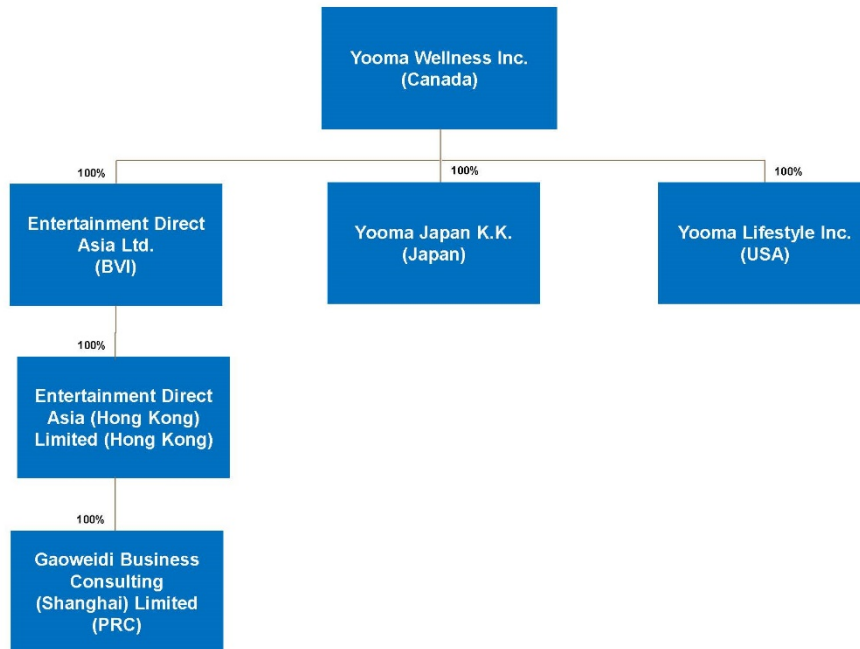 Yooma Wellness Inc.
(Canada)
100%
100%
100%
Entertainment Direct
Asia Ltd.
(BVI)
Yooma Japan K.K.
(Japan)
Yooma Lifestyle Inc.
(USA)
100%
Entertainment Direct
Asia (Hong Kong)
Limited (Hong Kong)
100%
Gaoweidi Business
Consulting
(Shanghai) Limited
(PRC)